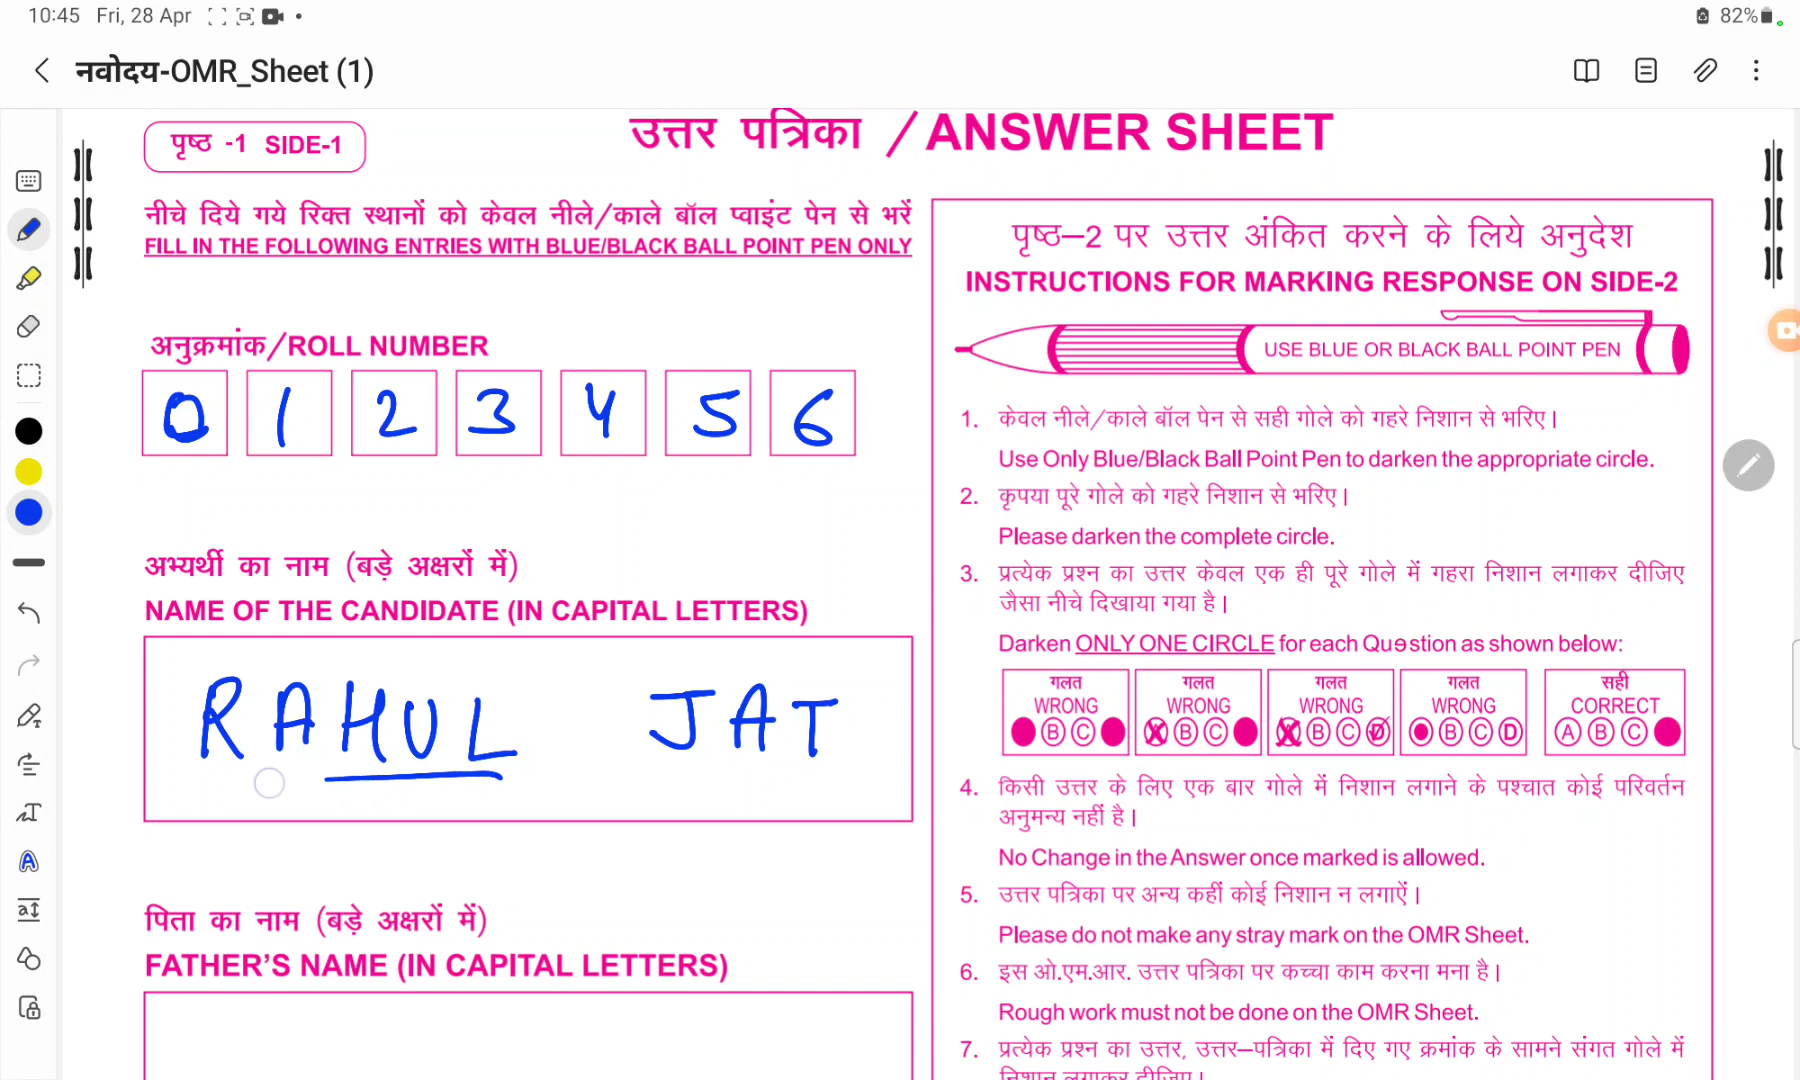 10:45 Fri, 28 Apr
82%
नवोदय-OMR_Sheet (1)
पृष्ठ -1 SIDE-1
उत्तर पत्रिका / ANSWER SHEET
नीचे दिये गये रिक्त स्थानों को केवल नीले/काले बॉल प्वाइंट पेन से भरें
FILL IN THE FOLLOWING ENTRIES WITH BLUE/BLACK BALL POINT PEN ONLY
अनुक्रमांक/ROLL NUMBER
0 1 2 3 4 5 6
अभ्यर्थी का नाम (बड़े अक्षरों में)
NAME OF THE CANDIDATE (IN CAPITAL LETTERS)
RAHUL JAT
पिता का नाम (बड़े अक्षरों में)
FATHER'S NAME (IN CAPITAL LETTERS)
पृष्ठ–2 पर उत्तर अंकित करने के लिये अनुदेश
INSTRUCTIONS FOR MARKING RESPONSE ON SIDE-2
USE BLUE OR BLACK BALL POINT PEN
1. केवल नीले/काले बॉल पेन से सही गोले को गहरे निशान से भरिए।
Use Only Blue/Black Ball Point Pen to darken the appropriate circle.
2. कृपया पूरे गोले को गहरे निशान से भरिए।
Please darken the complete circle.
3. प्रत्येक प्रश्न का उत्तर केवल एक ही पूरे गोले में गहरा निशान लगाकर दीजिए
जैसा नीचे दिखाया गया है।
Darken ONLY ONE CIRCLE for each Question as shown below:
गलत गलत गलत गलत सही
WRONG WRONG WRONG WRONG CORRECT
B C B C B C D B C D A B C
4. किसी उत्तर के लिए एक बार गोले में निशान लगाने के पश्चात कोई परिवर्तन
अनुमन्य नहीं है।
No Change in the Answer once marked is allowed.
5. उत्तर पत्रिका पर अन्य कहीं कोई निशान न लगाऐं।
Please do not make any stray mark on the OMR Sheet.
6. इस ओ.एम.आर. उत्तर पत्रिका पर कच्चा काम करना मना है।
Rough work must not be done on the OMR Sheet.
7. प्रत्येक प्रश्न का उत्तर, उत्तर–पत्रिका में दिए गए क्रमांक के सामने संगत गोले में
निशान लगाकर दीजिए।